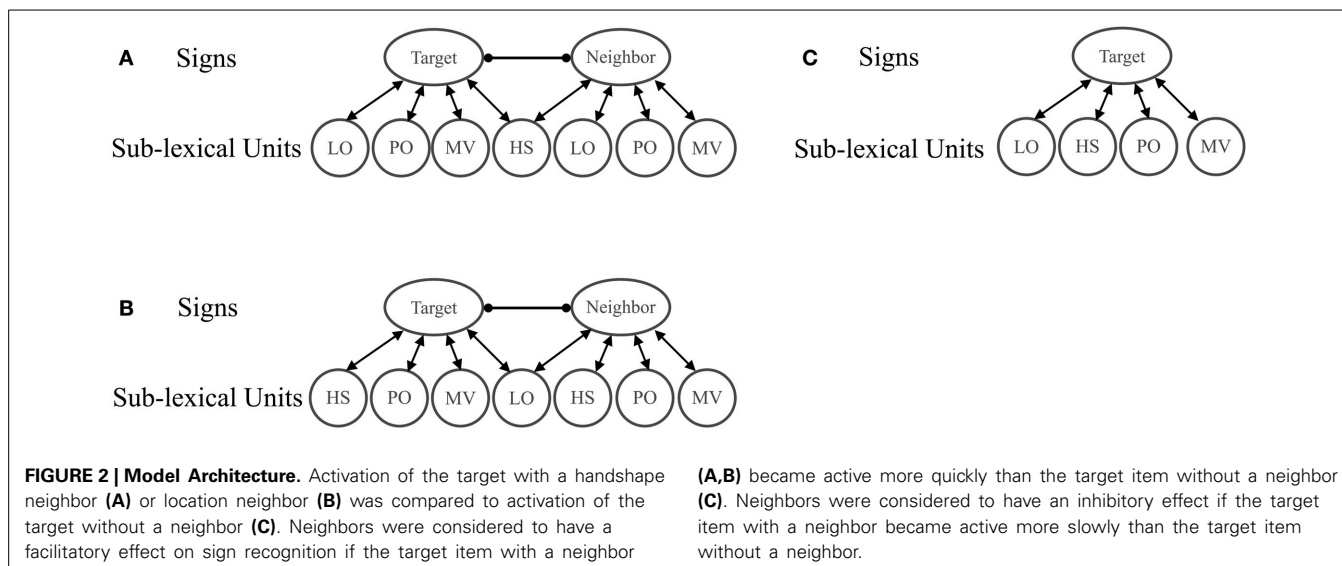 A Signs Target Neighbor
Sub-lexical Units LO PO MV HS LO PO MV
C Signs Target
Sub-lexical Units LO HS PO MV
B Signs Target Neighbor
Sub-lexical Units HS PO MV LO HS PO MV
FIGURE 2 | Model Architecture. Activation of the target with a handshape
neighbor (A) or location neighbor (B) was compared to activation of the
target without a neighbor (C). Neighbors were considered to have a
facilitatory effect on sign recognition if the target item with a neighbor
(A,B) became active more quickly than the target item without a neighbor
(C). Neighbors were considered to have an inhibitory effect if the target
item with a neighbor became active more slowly than the target item
without a neighbor.